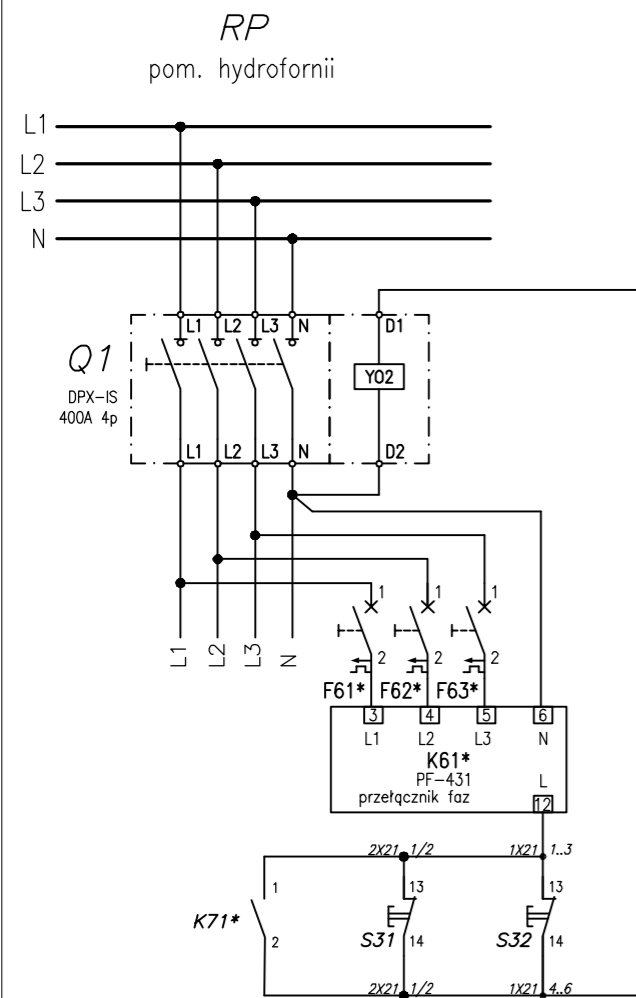 RP
pom. hydrofornii
L1
L2
L3
N
L1 L2 L3 N D1
Q1
DPX-IS
400A 4p
Y02
L1 L2 L3 N D2
1 1 1
L1 L2 L3 N
2 2 2
F61* F62* F63*
3 4 5 6
L1 L2 L3 N
K61*
PF-431 L
przełącznik faz
12
2X21 1/2 1X21 1..3
1 13 13
K71* S31 S32
2 14 14
2X21 1/2 1X21 4..6